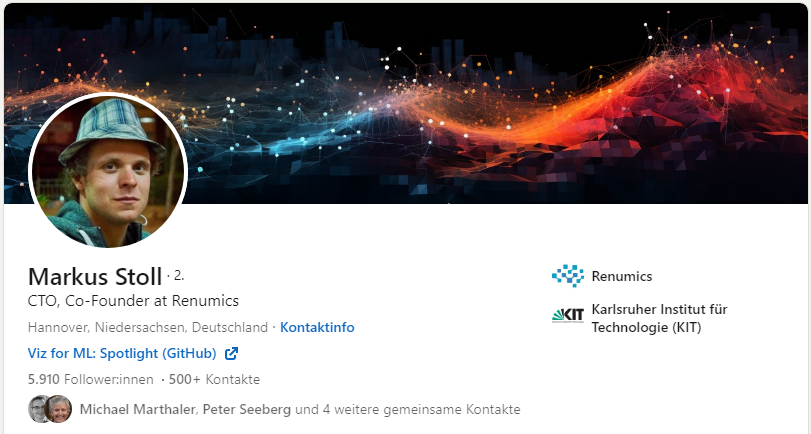 Markus Stoll · 2.
CTO, Co-Founder at Renumics
Hannover, Niedersachsen, Deutschland · Kontaktinfo
Viz for ML: Spotlight (GitHub)
5.910 Follower:innen · 500+ Kontakte
Michael Marthaler, Peter Seeberg und 4 weitere gemeinsame Kontakte
Renumics
KIT
Karlsruher Institut für
Technologie (KIT)